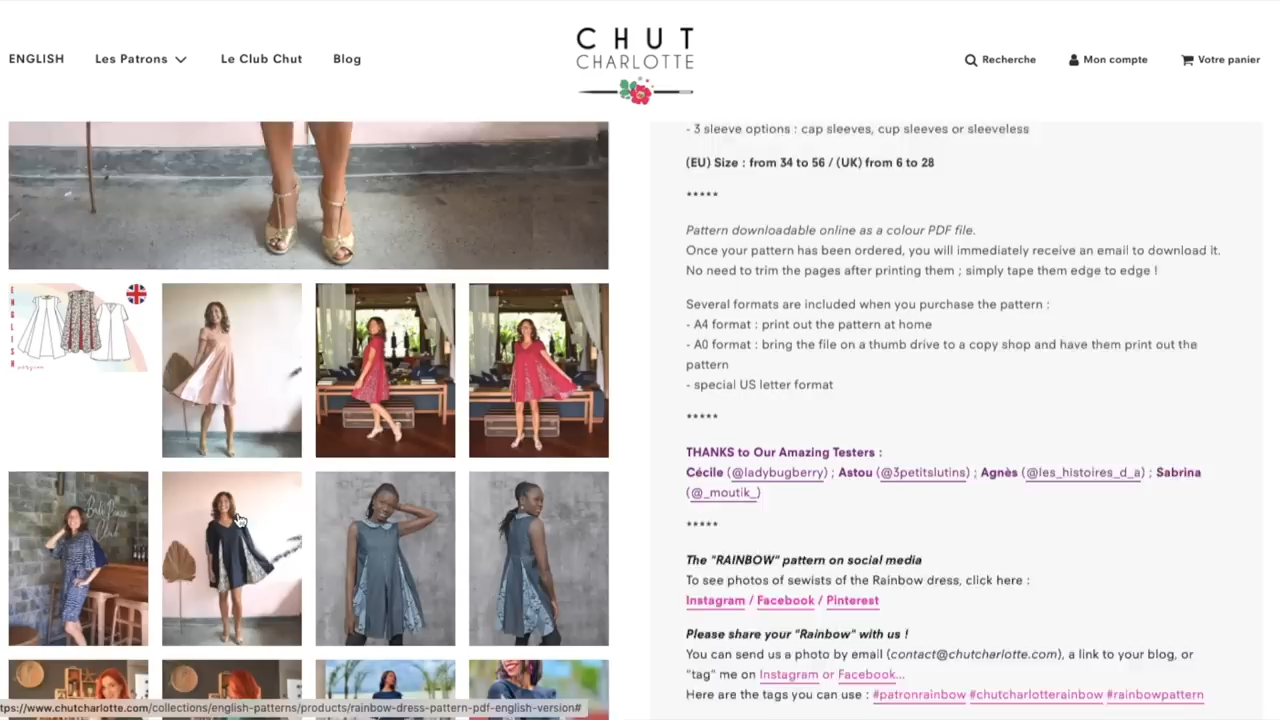 ENGLISH
Les Patrons
Le Club Chut
Blog
CHUT
CHARLOTTE
Recherche
Mon compte
Votre panier
- 3 sleeve options : cap sleeves, cup sleeves or sleeveless
(EU) Size : from 34 to 56 / (UK) from 6 to 28
*****
Pattern downloadable online as a colour PDF file.
Once your pattern has been ordered, you will immediately receive an email to download it.
No need to trim the pages after printing them ; simply tape them edge to edge !
Several formats are included when you purchase the pattern :
- A4 format : print out the pattern at home
- A0 format : bring the file on a thumb drive to a copy shop and have them print out the
pattern
- special US letter format
*****
THANKS to Our Amazing Testers :
Cécile (@ladybugberry) ; Astou (@3petitslutins) ; Agnès (@les_histoires_d_a) ; Sabrina
(@_moutik_)
*****
The "RAINBOW" pattern on social media
To see photos of sewists of the Rainbow dress, click here :
Instagram / Facebook / Pinterest
Please share your "Rainbow" with us !
You can send us a photo by email (contact@chutcharlotte.com), a link to your blog, or
"tag" me on Instagram or Facebook...
Here are the tags you can use : #patronrainbow #chutcharlotterainbow #rainbowpattern
ENGLISH
version
Club
ttps://www.chutcharlotte.com/collections/english-patterns/products/rainbow-dress-pattern-pdf-english-version#